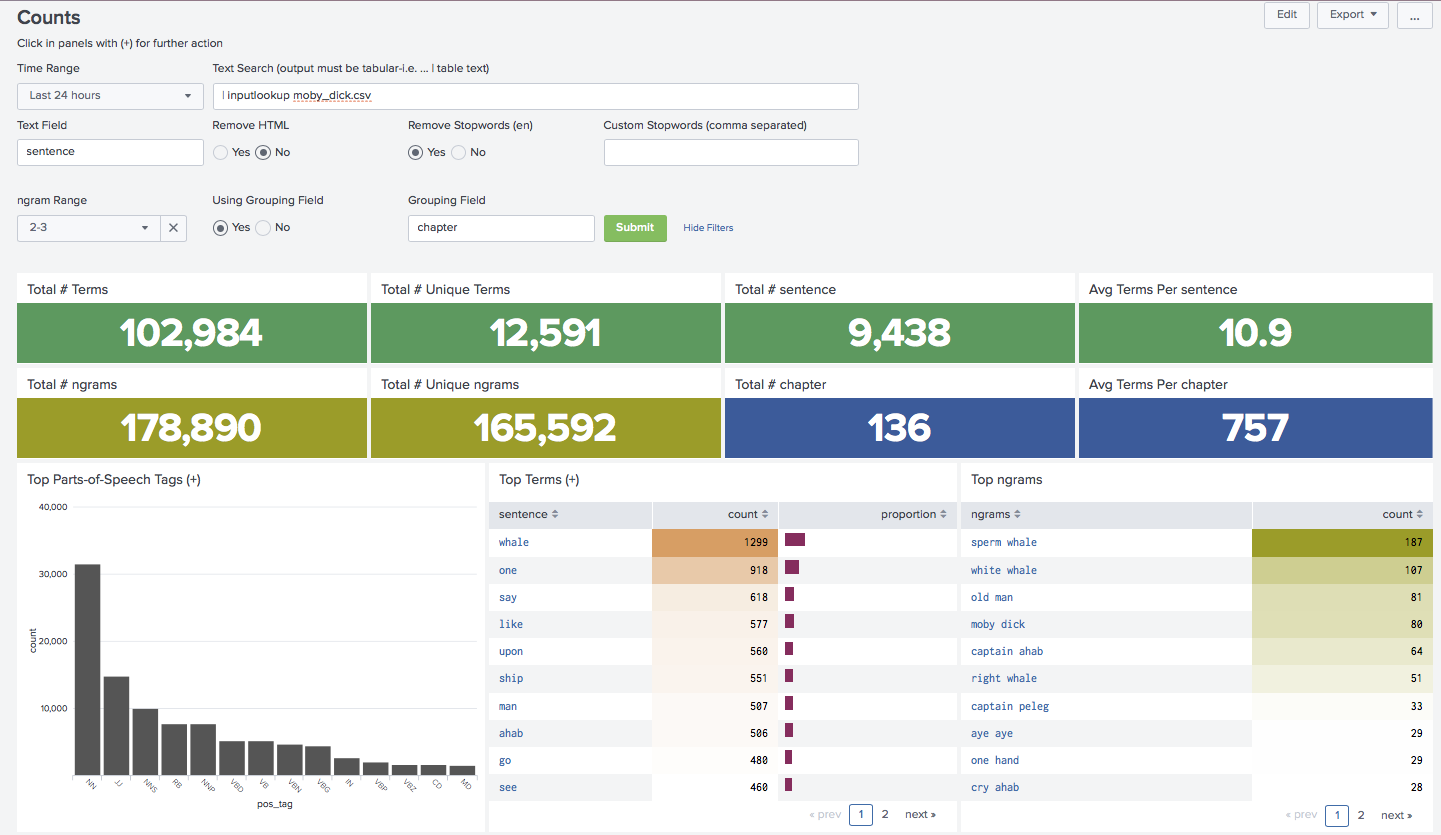 Counts
Edit
Export
...
Click in panels with (+) for further action
Time Range
Text Search (output must be tabular-i.e. ... | table text)
Last 24 hours
| inputlookup moby_dick.csv
Text Field
Remove HTML
Remove Stopwords (en)
Custom Stopwords (comma separated)
sentence
Yes No
Yes No
ngram Range
Using Grouping Field
Grouping Field
2-3
Yes No
chapter
Submit
Hide Filters
Total # Terms
102,984
Total # Unique Terms
12,591
Total # sentence
9,438
Avg Terms Per sentence
10.9
Total # ngrams
178,890
Total # Unique ngrams
165,592
Total # chapter
136
Avg Terms Per chapter
757
Top Parts-of-Speech Tags (+)
40,000
30,000
20,000
10,000
count
NN
JJ
NNS
RB
NNP
VBD
VB
VBN
VBG
IN
VBP
VBZ
CD
MD
pos_tag
Top Terms (+)
sentence count proportion
whale 1299
one 918
say 618
like 577
upon 560
ship 551
man 507
ahab 506
go 480
see 460
« prev 1 2 next »
Top ngrams
ngrams count
sperm whale 187
white whale 107
old man 81
moby dick 80
captain ahab 64
right whale 51
captain peleg 33
aye aye 29
one hand 29
cry ahab 28
« prev 1 2 next »